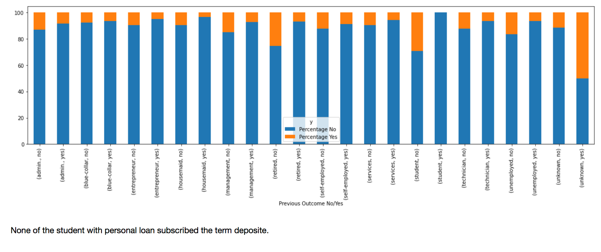 100
80
60
40
20
0
y
Percentage No
Percentage Yes
(admin., no)
(admin., yes)
(blue-collar, no)
(blue-collar, yes)
(entrepreneur, no)
(entrepreneur, yes)
(housemaid, no)
(housemaid, yes)
(management, no)
(management, yes)
(retired, no)
(retired, yes)
(self-employed, no)
(self-employed, yes)
(services, no)
(services, yes)
(student, no)
(student, yes)
(technician, no)
(technician, yes)
(unemployed, no)
(unemployed, yes)
(unknown, no)
(unknown, yes)
Previous Outcome No/Yes
None of the student with personal loan subscribed the term deposite.